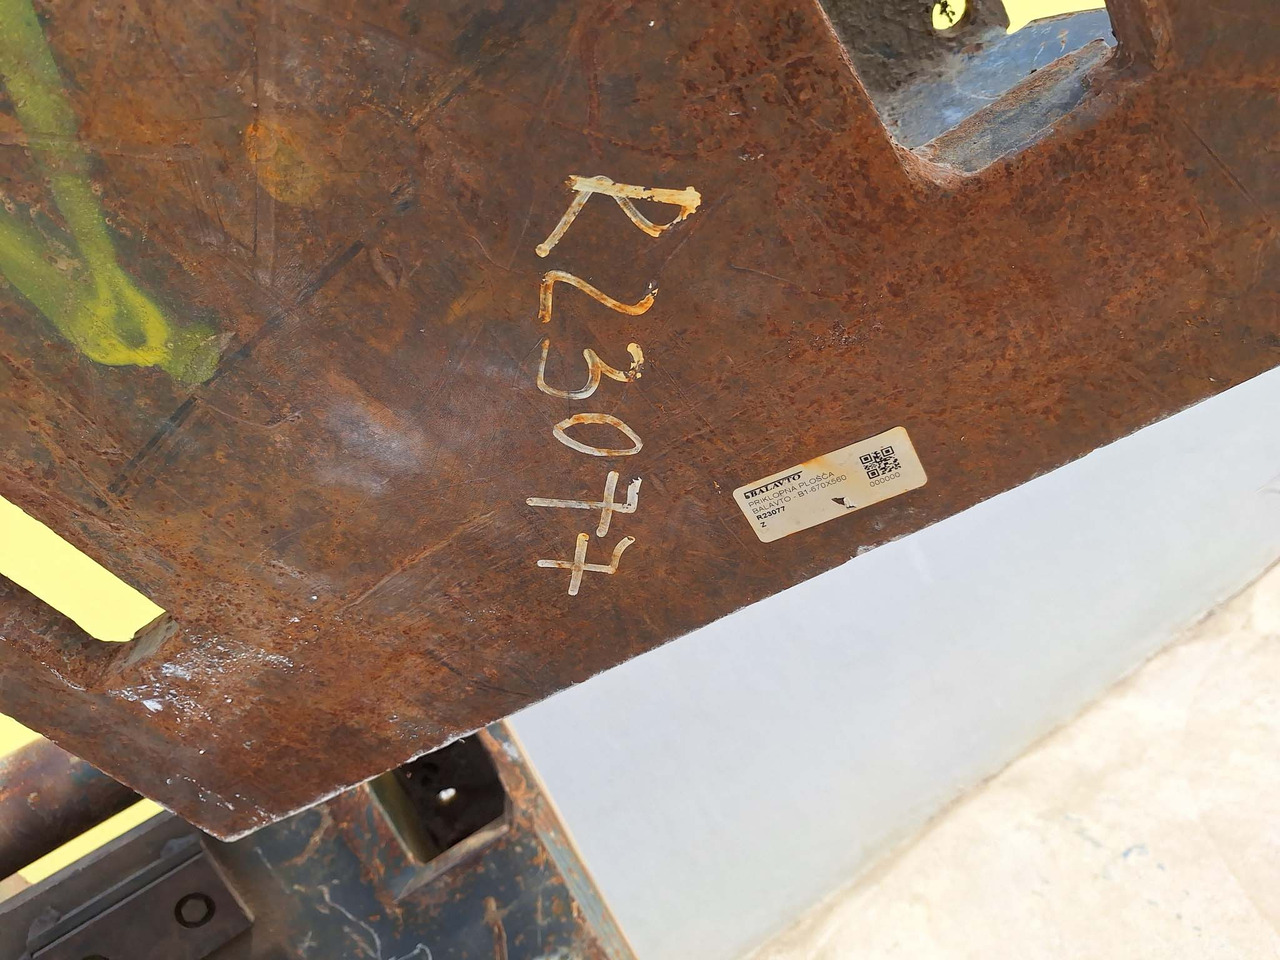 R23077
BALAVTO
PRIKLOPNA PLOŠČA
BALAVTO - B1-670X560
R23077
Z
000000